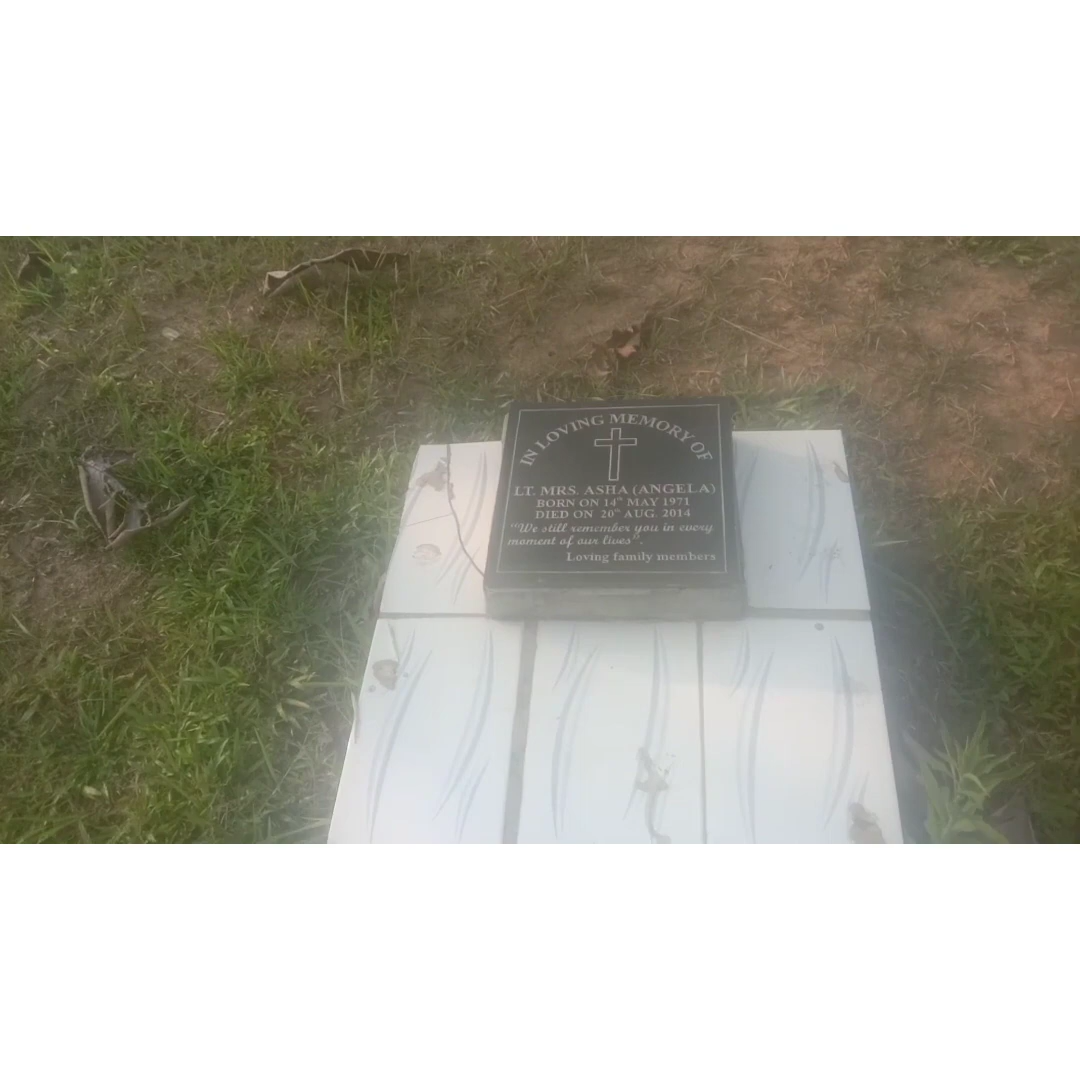 IN LOVING MEMORY OF
LT. MRS. ASHA (ANGELA)
BORN ON 14th MAY 1971
DIED ON 20th AUG. 2014
"We still remember you in every
moment of our lives".
Loving family members